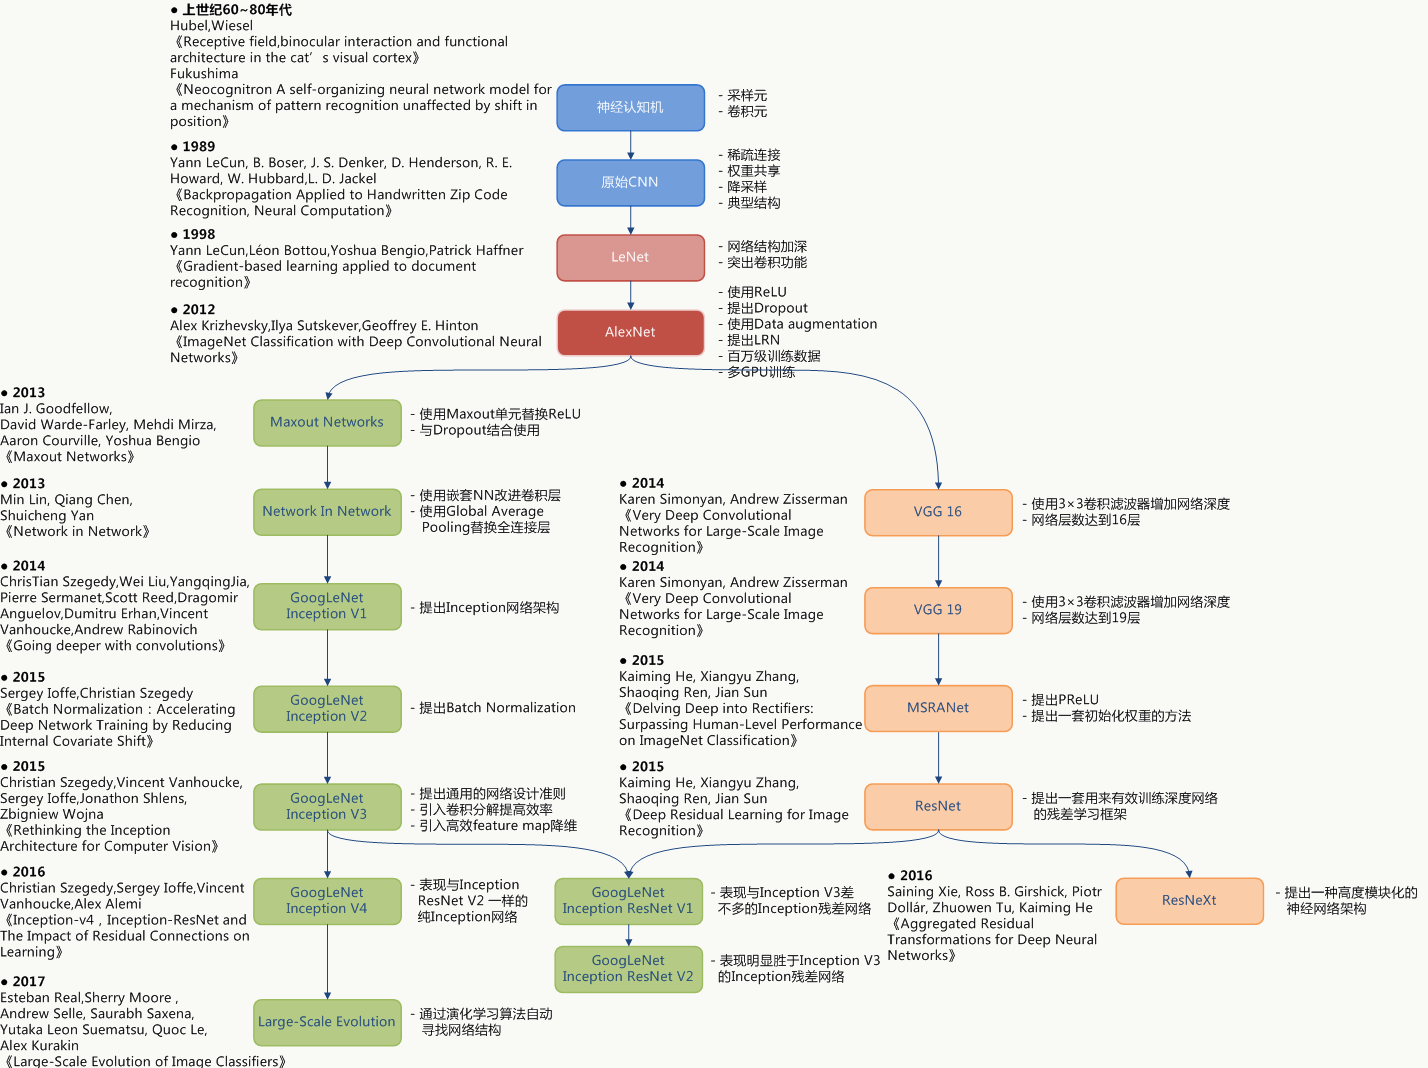 ● 上世纪60~80年代
Hubel,Wiesel
《Receptive field,binocular interaction and functional
architecture in the cat’s visual cortex》
Fukushima
《Neocognitron A self-organizing neural network model for
a mechanism of pattern recognition unaffected by shift in
position》
神经认知机
- 采样元
- 卷积元
● 1989
Yann LeCun, B. Boser, J. S. Denker, D. Henderson, R. E.
Howard, W. Hubbard,L. D. Jackel
《Backpropagation Applied to Handwritten Zip Code
Recognition, Neural Computation》
原始CNN
- 稀疏连接
- 权重共享
- 降采样
- 典型结构
● 1998
Yann LeCun,Léon Bottou,Yoshua Bengio,Patrick Haffner
《Gradient-based learning applied to document
recognition》
LeNet
- 网络结构加深
- 突出卷积功能
● 2012
Alex Krizhevsky,Ilya Sutskever,Geoffrey E. Hinton
《ImageNet Classification with Deep Convolutional Neural
Networks》
AlexNet
- 使用ReLU
- 提出Dropout
- 使用Data augmentation
- 提出LRN
- 百万级训练数据
- 多GPU训练
● 2013
Ian J. Goodfellow,
David Warde-Farley, Mehdi Mirza,
Aaron Courville, Yoshua Bengio
《Maxout Networks》
Maxout Networks
- 使用Maxout单元替换ReLU
- 与Dropout结合使用
● 2013
Min Lin, Qiang Chen,
Shuicheng Yan
《Network in Network》
Network In Network
- 使用嵌套NN改进卷积层
- 使用Global Average
Pooling替换全连接层
● 2014
Karen Simonyan, Andrew Zisserman
《Very Deep Convolutional
Networks for Large-Scale Image
Recognition》
VGG 16
- 使用3×3卷积滤波器增加网络深度
- 网络层数达到16层
● 2014
ChrisTian Szegedy,Wei Liu,YangqingJia,
Pierre Sermanet,Scott Reed,Dragomir
Anguelov,Dumitru Erhan,Vincent
Vanhoucke,Andrew Rabinovich
《Going deeper with convolutions》
GoogLeNet
Inception V1
- 提出Inception网络架构
● 2014
Karen Simonyan, Andrew Zisserman
《Very Deep Convolutional
Networks for Large-Scale Image
Recognition》
VGG 19
- 使用3×3卷积滤波器增加网络深度
- 网络层数达到19层
● 2015
Sergey Ioffe,Christian Szegedy
《Batch Normalization：Accelerating
Deep Network Training by Reducing
Internal Covariate Shift》
GoogLeNet
Inception V2
- 提出Batch Normalization
● 2015
Kaiming He, Xiangyu Zhang,
Shaoqing Ren, Jian Sun
《Delving Deep into Rectifiers:
Surpassing Human-Level Performance
on ImageNet Classification》
MSRANet
- 提出PReLU
- 提出一套初始化权重的方法
● 2015
Christian Szegedy,Vincent Vanhoucke,
Sergey Ioffe,Jonathon Shlens,
Zbigniew Wojna
《Rethinking the Inception
Architecture for Computer Vision》
GoogLeNet
Inception V3
- 提出通用的网络设计准则
- 引入卷积分解提高效率
- 引入高效feature map降维
● 2015
Kaiming He, Xiangyu Zhang,
Shaoqing Ren, Jian Sun
《Deep Residual Learning for Image
Recognition》
ResNet
- 提出一套用来有效训练深度网络
的残差学习框架
● 2016
Christian Szegedy,Sergey Ioffe,Vincent
Vanhoucke,Alex Alemi
《Inception-v4，Inception-ResNet and
The Impact of Residual Connections on
Learning》
GoogLeNet
Inception V4
- 表现与Inception
ResNet V2 一样的
纯Inception网络
GoogLeNet
Inception ResNet V1
- 表现与Inception V3差
不多的Inception残差网络
● 2016
Saining Xie, Ross B. Girshick, Piotr
Dollár, Zhuowen Tu, Kaiming He
《Aggregated Residual
Transformations for Deep Neural
Networks》
ResNeXt
- 提出一种高度模块化的
神经网络架构
GoogLeNet
Inception ResNet V2
- 表现明显胜于Inception V3
的Inception残差网络
● 2017
Esteban Real,Sherry Moore ,
Andrew Selle, Saurabh Saxena,
Yutaka Leon Suematsu, Quoc Le,
Alex Kurakin
《Large-Scale Evolution of Image Classifiers》
Large-Scale Evolution
- 通过演化学习算法自动
寻找网络结构